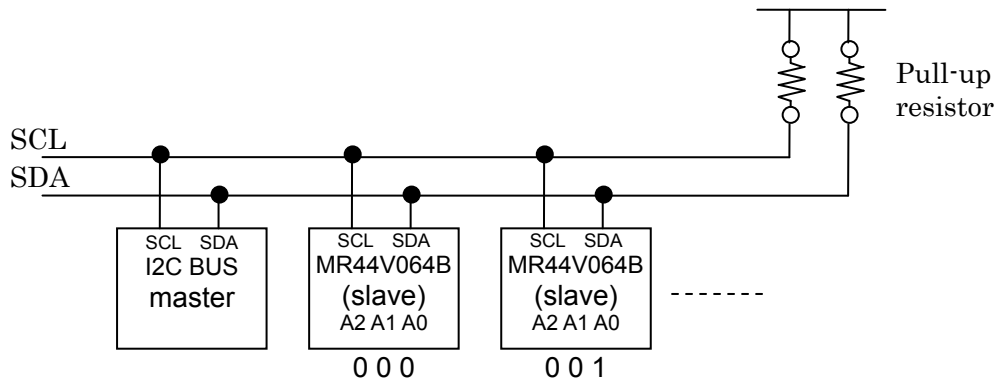 Pull-up
resistor
SCL
SDA
SCL SDA
I2C BUS
master
SCL SDA
MR44V064B
(slave)
A2 A1 A0
0 0 0
SCL SDA
MR44V064B
(slave)
A2 A1 A0
0 0 1